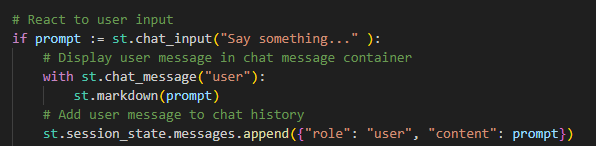 # React to user input
if prompt := st.chat_input("Say something..." ):
    # Display user message in chat message container
    with st.chat_message("user"):
        st.markdown(prompt)
    # Add user message to chat history
    st.session_state.messages.append({"role": "user", "content": prompt})